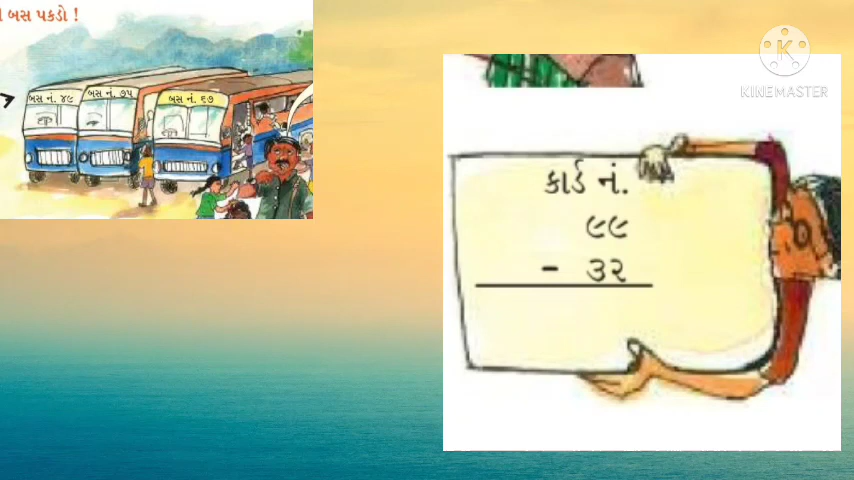 બસ પકડો !
બસ નં. ૪૯
બસ નં. ૭૫
બસ નં. ૬૭
કાર્ડ નં.
૯૯
- ૩૨
KINEMASTER